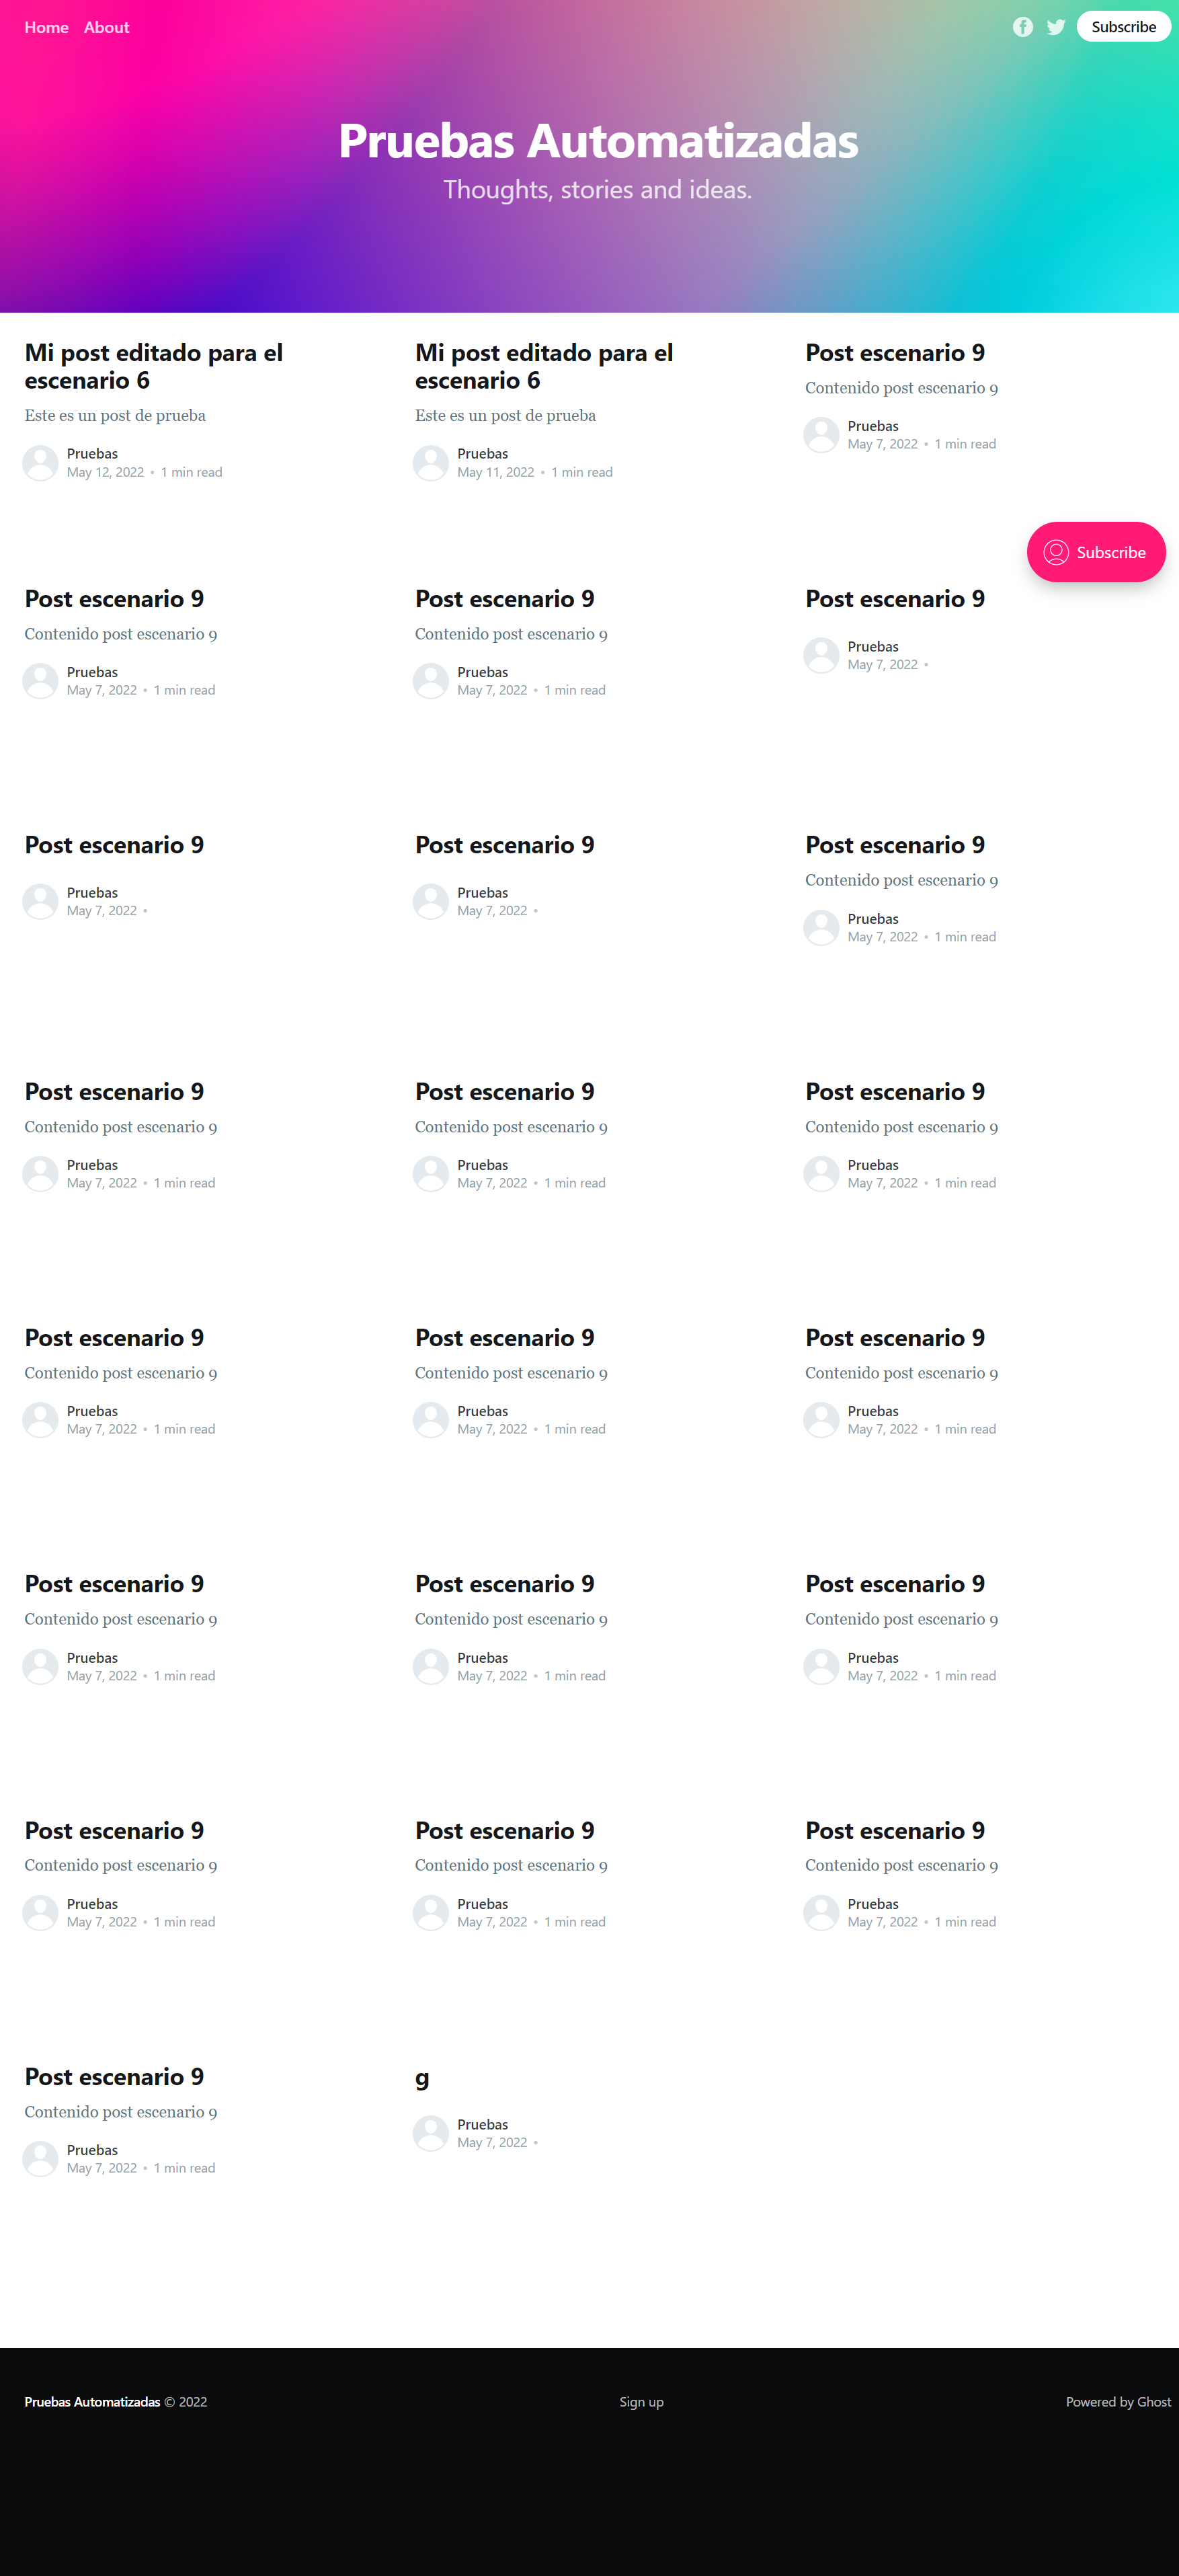 Home About Subscribe
Pruebas Automatizadas
Thoughts, stories and ideas.
Mi post editado para el
escenario 6
Este es un post de prueba
Pruebas
May 12, 2022 • 1 min read
Mi post editado para el
escenario 6
Este es un post de prueba
Pruebas
May 11, 2022 • 1 min read
Post escenario 9
Contenido post escenario 9
Pruebas
May 7, 2022 • 1 min read
Subscribe
Post escenario 9
Contenido post escenario 9
Pruebas
May 7, 2022 • 1 min read
Post escenario 9
Contenido post escenario 9
Pruebas
May 7, 2022 • 1 min read
Post escenario 9
Pruebas
May 7, 2022 •
Post escenario 9
Pruebas
May 7, 2022 •
Post escenario 9
Pruebas
May 7, 2022 •
Post escenario 9
Contenido post escenario 9
Pruebas
May 7, 2022 • 1 min read
Post escenario 9
Contenido post escenario 9
Pruebas
May 7, 2022 • 1 min read
Post escenario 9
Contenido post escenario 9
Pruebas
May 7, 2022 • 1 min read
Post escenario 9
Contenido post escenario 9
Pruebas
May 7, 2022 • 1 min read
Post escenario 9
Contenido post escenario 9
Pruebas
May 7, 2022 • 1 min read
Post escenario 9
Contenido post escenario 9
Pruebas
May 7, 2022 • 1 min read
Post escenario 9
Contenido post escenario 9
Pruebas
May 7, 2022 • 1 min read
Post escenario 9
Contenido post escenario 9
Pruebas
May 7, 2022 • 1 min read
Post escenario 9
Contenido post escenario 9
Pruebas
May 7, 2022 • 1 min read
Post escenario 9
Contenido post escenario 9
Pruebas
May 7, 2022 • 1 min read
Post escenario 9
Contenido post escenario 9
Pruebas
May 7, 2022 • 1 min read
Post escenario 9
Contenido post escenario 9
Pruebas
May 7, 2022 • 1 min read
Post escenario 9
Contenido post escenario 9
Pruebas
May 7, 2022 • 1 min read
Post escenario 9
Contenido post escenario 9
Pruebas
May 7, 2022 • 1 min read
g
Pruebas
May 7, 2022 •
Pruebas Automatizadas © 2022 Sign up Powered by Ghost